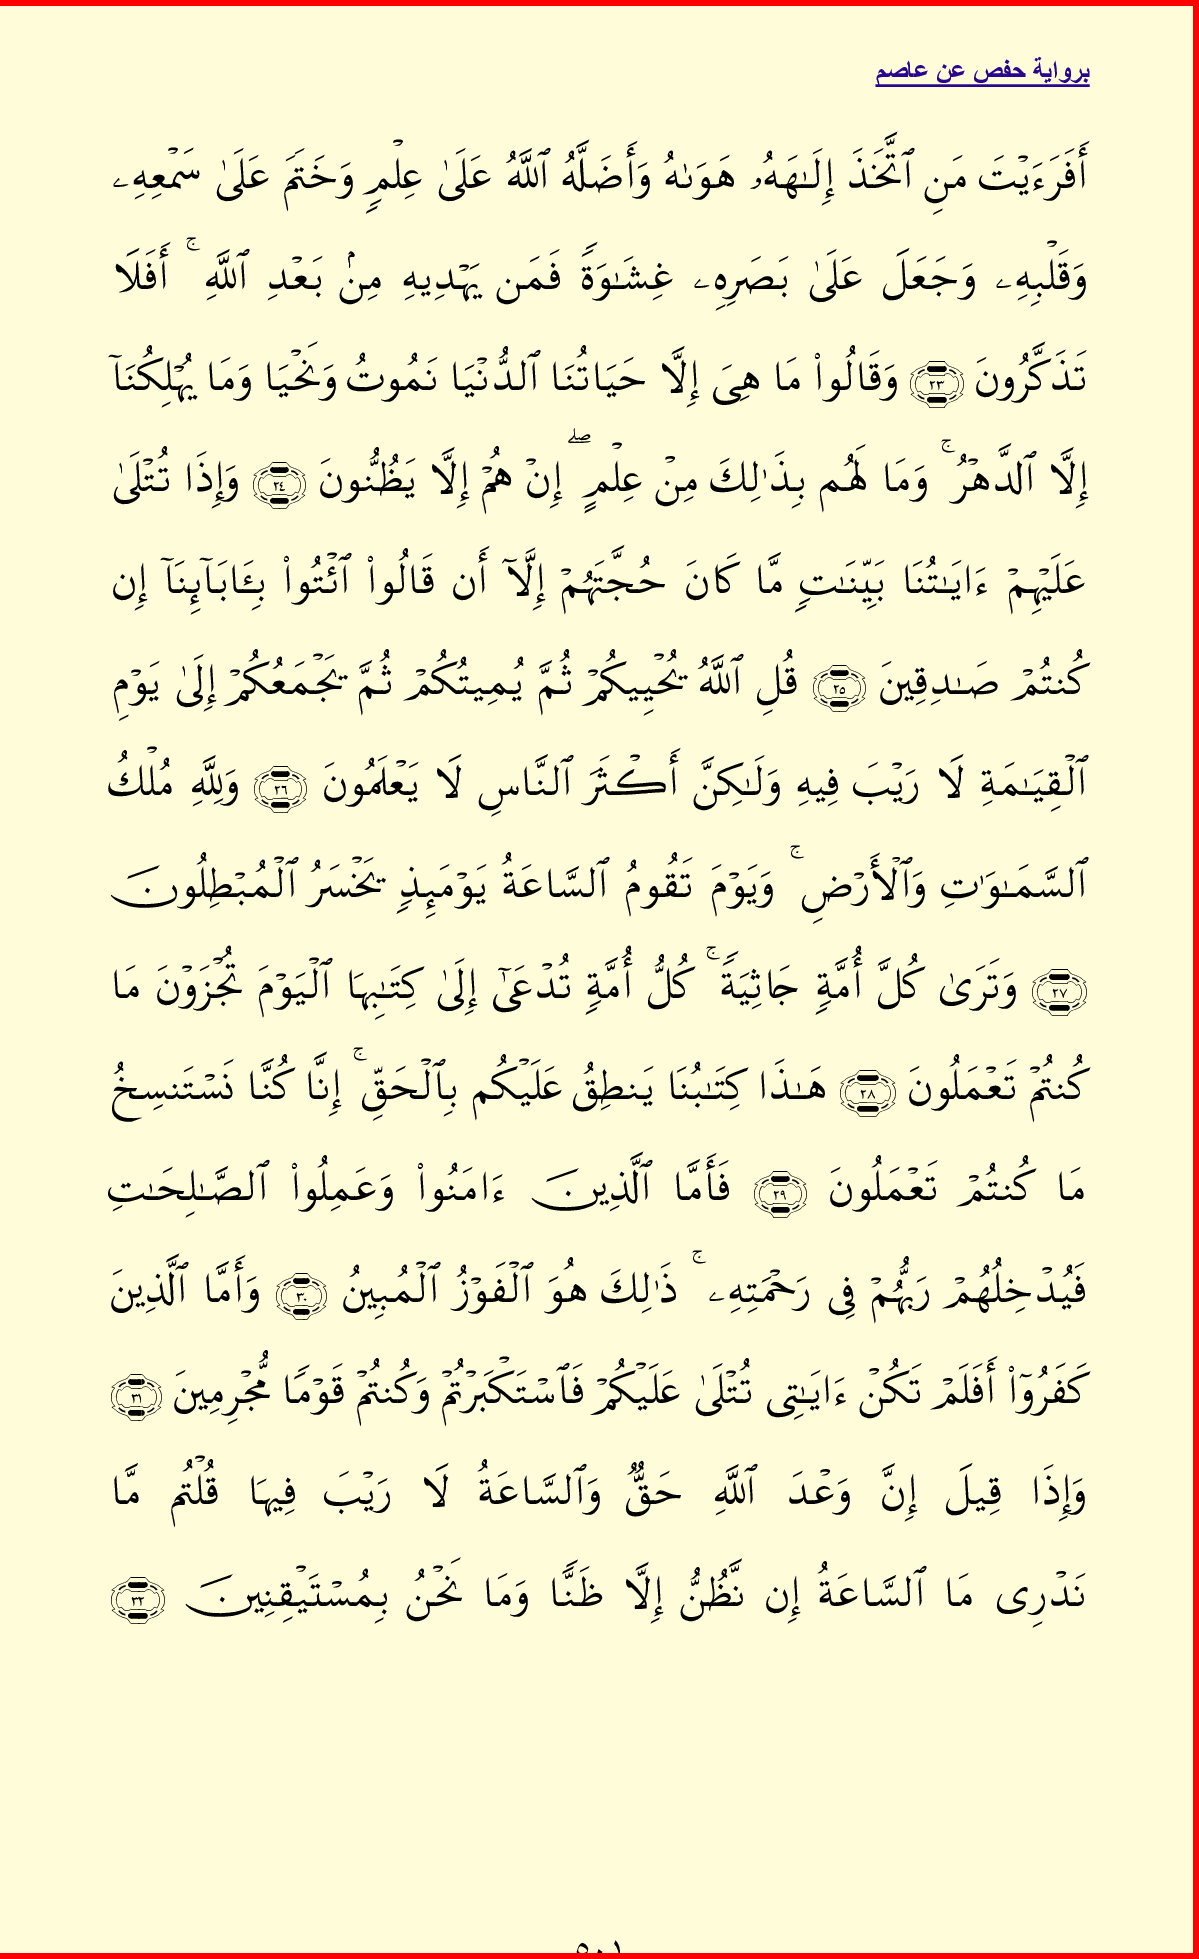 برواية حفص عن عاصم
أَفَرَءَيۡتَ مَنِ ٱتَّخَذَ إِلَٰهَهُۥ هَوَىٰهُ وَأَضَلَّهُ ٱللَّهُ عَلَىٰ عِلۡمٖ وَخَتَمَ عَلَىٰ سَمۡعِهِۦ
وَقَلۡبِهِۦ وَجَعَلَ عَلَىٰ بَصَرِهِۦ غِشَٰوَةٗ فَمَن يَهۡدِيهِ مِنۢ بَعۡدِ ٱللَّهِۚ أَفَلَا
تَذَكَّرُونَ ٢٣ وَقَالُواْ مَا هِيَ إِلَّا حَيَاتُنَا ٱلدُّنۡيَا نَمُوتُ وَنَحۡيَا وَمَا يُهۡلِكُنَآ
إِلَّا ٱلدَّهۡرُۚ وَمَا لَهُم بِذَٰلِكَ مِنۡ عِلۡمٍۖ إِنۡ هُمۡ إِلَّا يَظُنُّونَ ٢٤ وَإِذَا تُتۡلَىٰ
عَلَيۡهِمۡ ءَايَٰتُنَا بَيِّنَٰتٖ مَّا كَانَ حُجَّتَهُمۡ إِلَّآ أَن قَالُواْ ٱئۡتُواْ بِـَٔابَآئِنَآ إِن
كُنتُمۡ صَٰدِقِينَ ٢٥ قُلِ ٱللَّهُ يُحۡيِيكُمۡ ثُمَّ يُمِيتُكُمۡ ثُمَّ يَجۡمَعُكُمۡ إِلَىٰ يَوۡمِ
ٱلۡقِيَٰمَةِ لَا رَيۡبَ فِيهِ وَلَٰكِنَّ أَكۡثَرَ ٱلنَّاسِ لَا يَعۡلَمُونَ ٢٦ وَلِلَّهِ مُلۡكُ
ٱلسَّمَٰوَٰتِ وَٱلۡأَرۡضِۚ وَيَوۡمَ تَقُومُ ٱلسَّاعَةُ يَوۡمَئِذٖ يَخۡسَرُ ٱلۡمُبۡطِلُونَ
٢٧ وَتَرَىٰ كُلَّ أُمَّةٖ جَاثِيَةٗۚ كُلُّ أُمَّةٖ تُدۡعَىٰٓ إِلَىٰ كِتَٰبِهَا ٱلۡيَوۡمَ تُجۡزَوۡنَ مَا
كُنتُمۡ تَعۡمَلُونَ ٢٨ هَٰذَا كِتَٰبُنَا يَنطِقُ عَلَيۡكُم بِٱلۡحَقِّۚ إِنَّا كُنَّا نَسۡتَنسِخُ
مَا كُنتُمۡ تَعۡمَلُونَ ٢٩ فَأَمَّا ٱلَّذِينَ ءَامَنُواْ وَعَمِلُواْ ٱلصَّٰلِحَٰتِ
فَيُدۡخِلُهُمۡ رَبُّهُمۡ فِي رَحۡمَتِهِۦۚ ذَٰلِكَ هُوَ ٱلۡفَوۡزُ ٱلۡمُبِينُ ٣٠ وَأَمَّا ٱلَّذِينَ
كَفَرُوٓاْ أَفَلَمۡ تَكُنۡ ءَايَٰتِي تُتۡلَىٰ عَلَيۡكُمۡ فَٱسۡتَكۡبَرۡتُمۡ وَكُنتُمۡ قَوۡمٗا مُّجۡرِمِينَ ٣١
وَإِذَا قِيلَ إِنَّ وَعۡدَ ٱللَّهِ حَقّٞ وَٱلسَّاعَةُ لَا رَيۡبَ فِيهَا قُلۡتُم مَّا
نَدۡرِي مَا ٱلسَّاعَةُ إِن نَّظُنُّ إِلَّا ظَنّٗا وَمَا نَحۡنُ بِمُسۡتَيۡقِنِينَ ٣٢
٥٠١